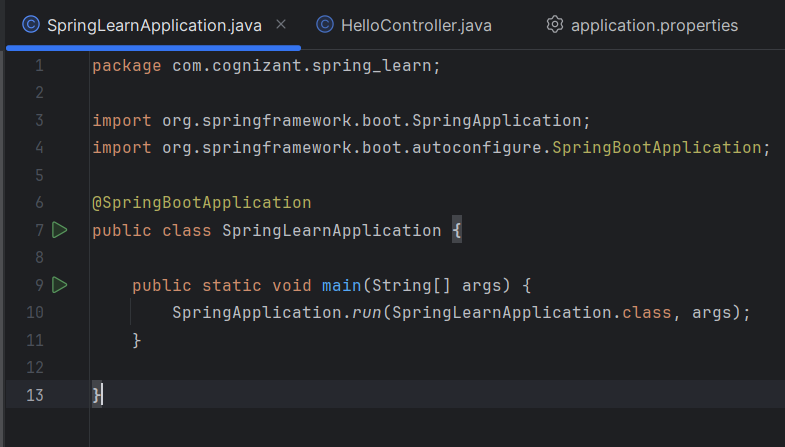 SpringLearnApplication.java × HelloController.java application.properties
1 package com.cognizant.spring_learn;
2
3 import org.springframework.boot.SpringApplication;
4 import org.springframework.boot.autoconfigure.SpringBootApplication;
5
6 @SpringBootApplication
7 public class SpringLearnApplication {
8
9     public static void main(String[] args) {
10         SpringApplication.run(SpringLearnApplication.class, args);
11     }
12
13 }